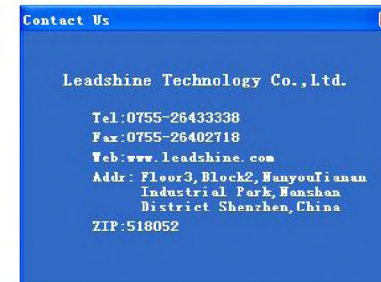 Contact Us
Leadshine Technology Co.,Ltd.
Tel:0755-26433338
Fax:0755-26402718
Web:www.leadshine.com
Addr: Floor3,Block2,NanyouTianan
Industrial Park,Nanshan
District Shenzhen,China
ZIP:518052